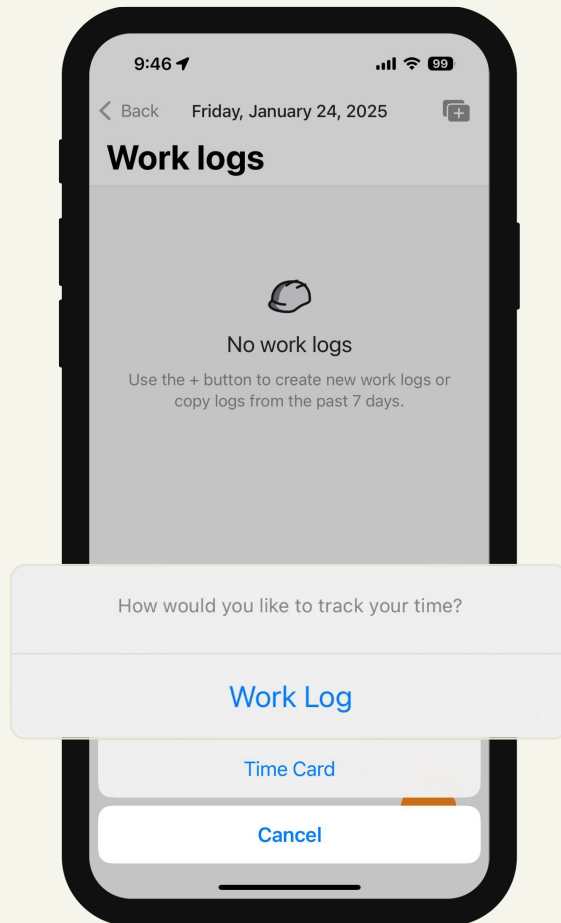 9:46 99
Back Friday, January 24, 2025
Work logs
No work logs
Use the + button to create new work logs or
copy logs from the past 7 days.
How would you like to track your time?
Work Log
Time Card
Cancel